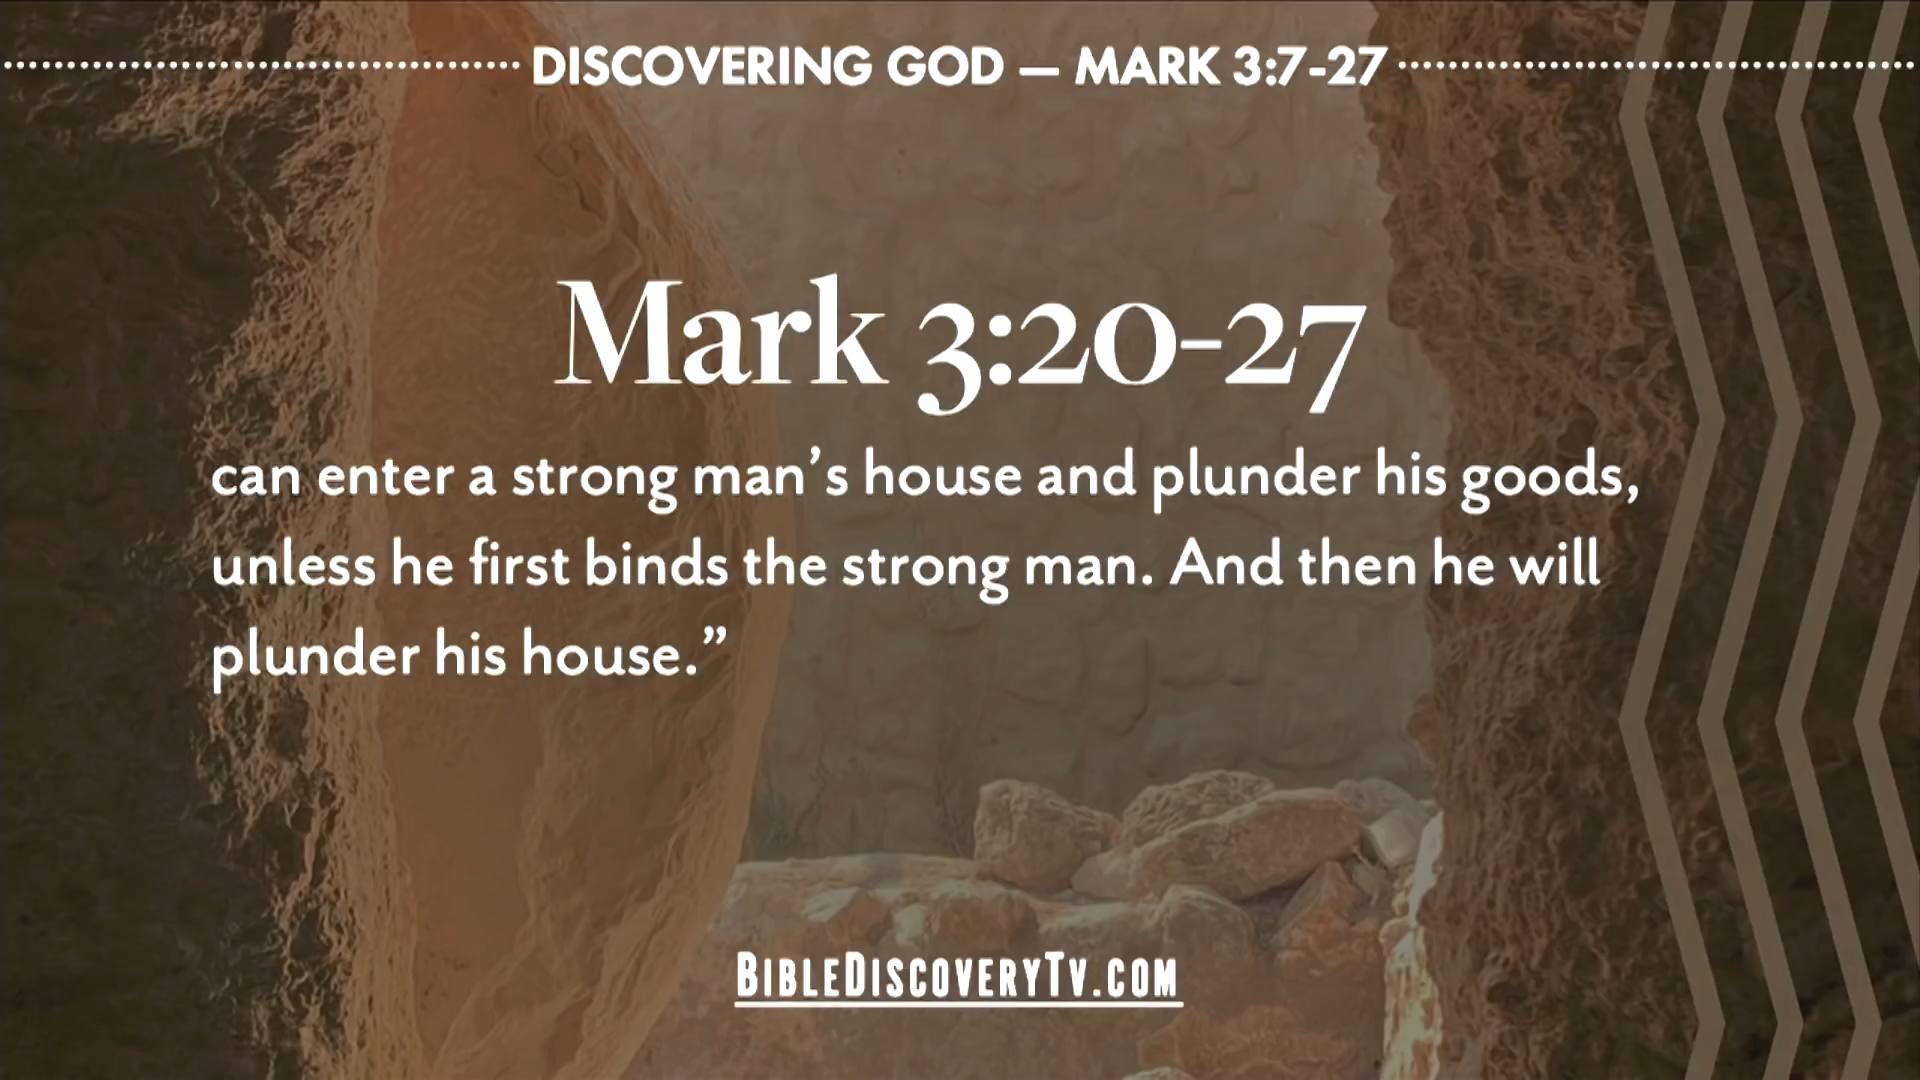 DISCOVERING GOD — MARK 3:7-27
Mark 3:20-27
can enter a strong man’s house and plunder his goods,
unless he first binds the strong man. And then he will
plunder his house.”
BIBLEDISCOVERYTV.COM